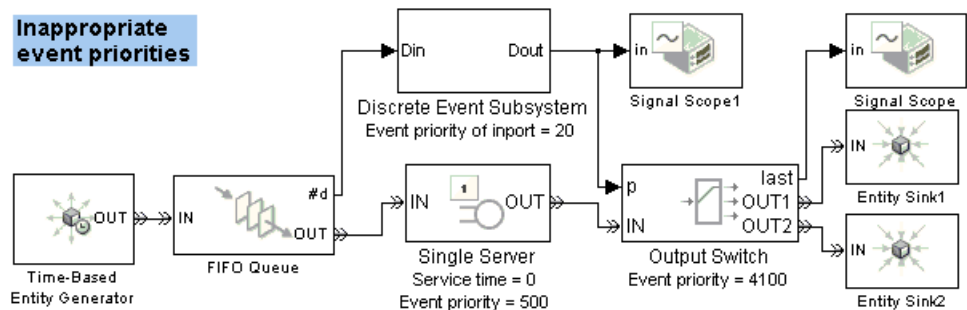 Inappropriate
event priorities
Din
Dout
Discrete Event Subsystem
Event priority of inport = 20
in
Signal Scope1
in
Signal Scope
OUT
Time-Based
Entity Generator
IN
#d
OUT
FIFO Queue
IN
1
OUT
Single Server
Service time = 0
Event priority = 500
p
IN
last
OUT1
OUT2
Output Switch
Event priority = 4100
IN
Entity Sink1
IN
Entity Sink2